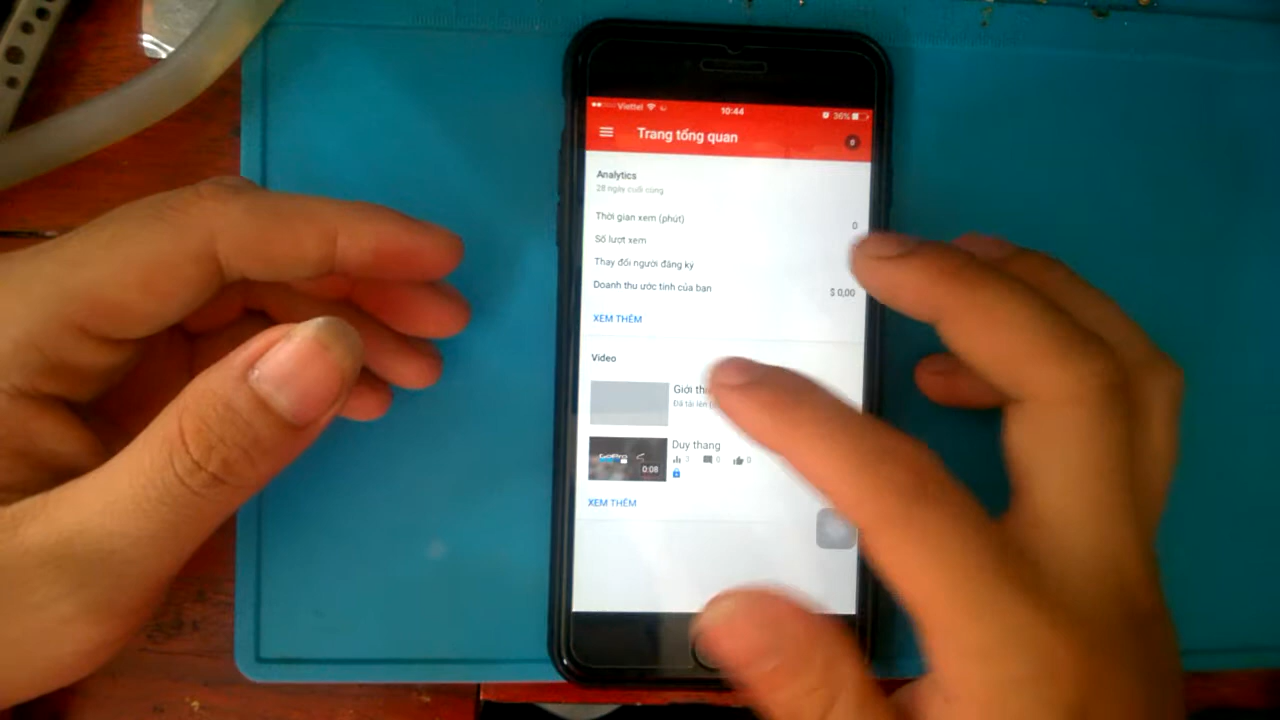 Viettel 10:44 36%
Trang tổng quan
Analytics
28 ngày cuối cùng
Thời gian xem (phút) 0
Số lượt xem
Thay đổi người đăng ký
Doanh thu ước tính của bạn $ 0,00
XEM THÊM
Video
Giới
Đã tải lên
Duy thang
3 0 0
0:08
XEM THÊM